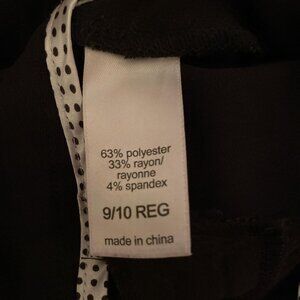 63% polyester
33% rayon/
rayonne
4% spandex
9/10 REG
made in china